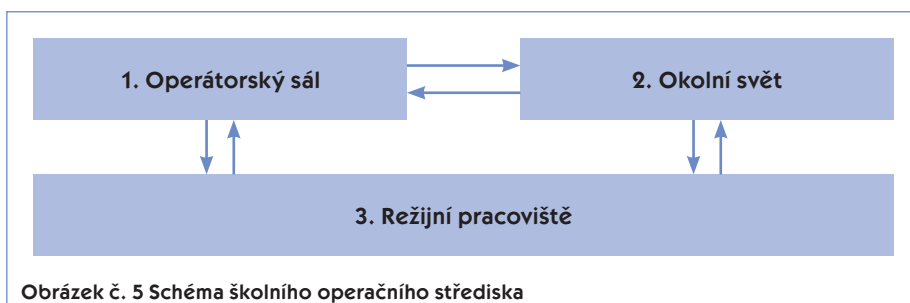 1. Operátorský sál
2. Okolní svět
3. Režijní pracoviště
Obrázek č. 5 Schéma školního operačního střediska